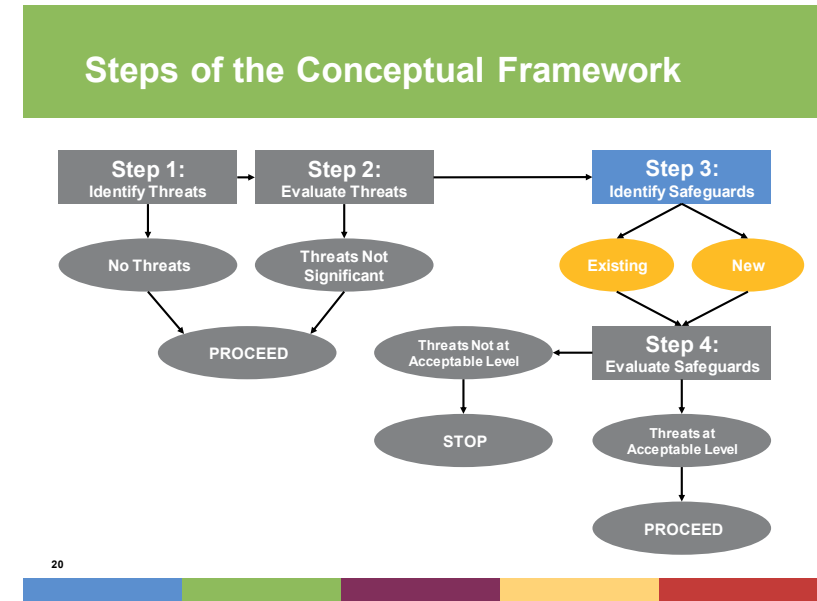 Steps of the Conceptual Framework
Step 1:
Identify Threats
Step 2:
Evaluate Threats
Step 3:
Identify Safeguards
No Threats
Threats Not
Significant
Existing
New
PROCEED
Threats Not at
Acceptable Level
Step 4:
Evaluate Safeguards
STOP
Threats at
Acceptable Level
PROCEED
20